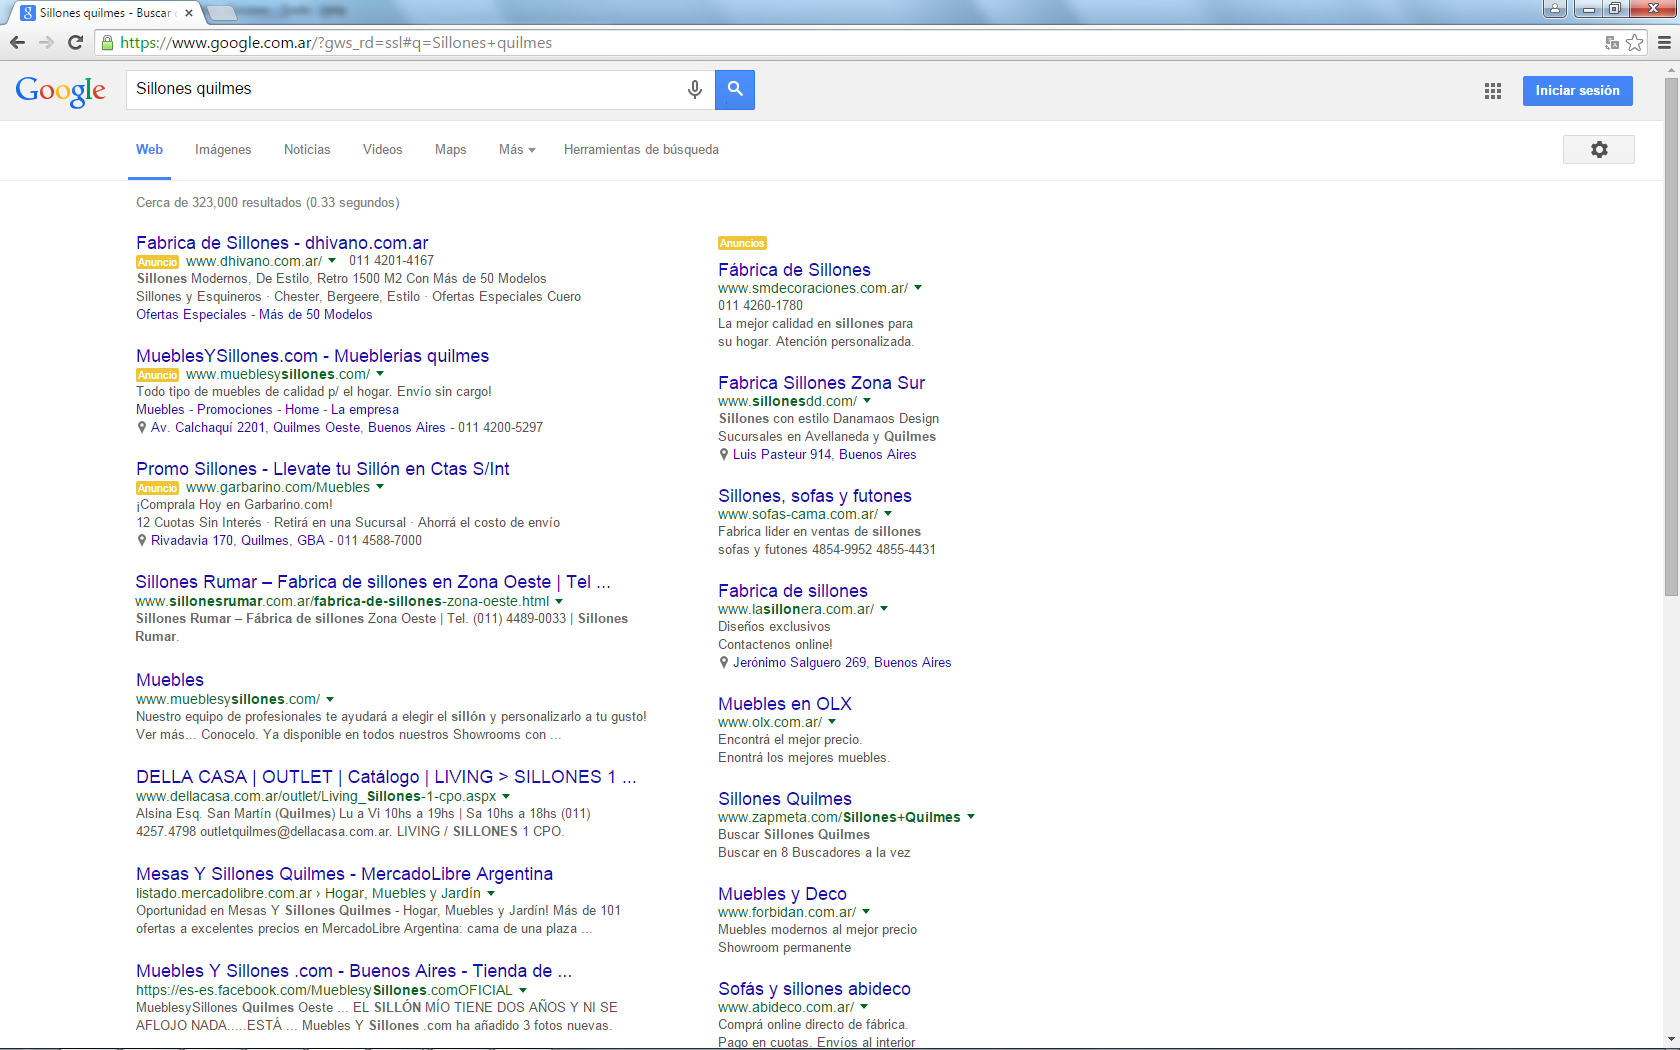 Sillones quilmes - Buscar
https://www.google.com.ar/?gws_rd=ssl#q=Sillones+quilmes
Google
Sillones quilmes
Iniciar sesión
Web Imágenes Noticias Videos Maps Más Herramientas de búsqueda
Cerca de 323,000 resultados (0.33 segundos)
Fabrica de Sillones - dhivano.com.ar
Anuncio www.dhivano.com.ar/ 011 4201-4167
Sillones Modernos, De Estilo, Retro 1500 M2 Con Más de 50 Modelos
Sillones y Esquineros · Chester, Bergeere, Estilo · Ofertas Especiales Cuero
Ofertas Especiales - Más de 50 Modelos
MueblesYSillones.com - Mueblerias quilmes
Anuncio www.mueblesysillones.com/
Todo tipo de muebles de calidad p/ el hogar. Envío sin cargo!
Muebles - Promociones - Home - La empresa
Av. Calchaquí 2201, Quilmes Oeste, Buenos Aires - 011 4200-5297
Promo Sillones - Llevate tu Sillón en Ctas S/Int
Anuncio www.garbarino.com/Muebles
¡Comprala Hoy en Garbarino.com!
12 Cuotas Sin Interés · Retirá en una Sucursal · Ahorrá el costo de envío
Rivadavia 170, Quilmes, GBA - 011 4588-7000
Sillones Rumar – Fabrica de sillones en Zona Oeste | Tel ...
www.sillonesrumar.com.ar/fabrica-de-sillones-zona-oeste.html
Sillones Rumar – Fábrica de sillones Zona Oeste | Tel. (011) 4489-0033 | Sillones
Rumar.
Muebles
www.mueblesysillones.com/
Nuestro equipo de profesionales te ayudará a elegir el sillón y personalizarlo a tu gusto!
Ver más... Conocelo. Ya disponible en todos nuestros Showrooms con ...
DELLA CASA | OUTLET | Catálogo | LIVING > SILLONES 1 ...
www.dellacasa.com.ar/outlet/Living_Sillones-1-cpo.aspx
Alsina Esq. San Martín (Quilmes) Lu a Vi 10hs a 19hs | Sa 10hs a 18hs (011)
4257.4798 outletquilmes@dellacasa.com.ar. LIVING / SILLONES 1 CPO.
Mesas Y Sillones Quilmes - MercadoLibre Argentina
listado.mercadolibre.com.ar › Hogar, Muebles y Jardín
Oportunidad en Mesas Y Sillones Quilmes - Hogar, Muebles y Jardín! Más de 101
ofertas a excelentes precios en MercadoLibre Argentina: cama de una plaza ...
Muebles Y Sillones .com - Buenos Aires - Tienda de ...
https://es-es.facebook.com/MueblesySillones.comOFICIAL
MueblesySillones Quilmes Oeste ... EL SILLÓN MÍO TIENE DOS AÑOS Y NI SE
AFLOJO NADA.....ESTÁ ... Muebles Y Sillones .com ha añadido 3 fotos nuevas.
Anuncios
Fábrica de Sillones
www.smdecoraciones.com.ar/
011 4260-1780
La mejor calidad en sillones para
su hogar. Atención personalizada.
Fabrica Sillones Zona Sur
www.sillonesdd.com/
Sillones con estilo Danamaos Design
Sucursales en Avellaneda y Quilmes
Luis Pasteur 914, Buenos Aires
Sillones, sofas y futones
www.sofas-cama.com.ar/
Fabrica lider en ventas de sillones
sofas y futones 4854-9952 4855-4431
Fabrica de sillones
www.lasillonera.com.ar/
Diseños exclusivos
Contactenos online!
Jerónimo Salguero 269, Buenos Aires
Muebles en OLX
www.olx.com.ar/
Encontrá el mejor precio.
Enontrá los mejores muebles.
Sillones Quilmes
www.zapmeta.com/Sillones+Quilmes
Buscar Sillones Quilmes
Buscar en 8 Buscadores a la vez
Muebles y Deco
www.forbidan.com.ar/
Muebles modernos al mejor precio
Showroom permanente
Sofás y sillones abideco
www.abideco.com.ar/
Comprá online directo de fábrica.
Pago en cuotas. Envíos al interior